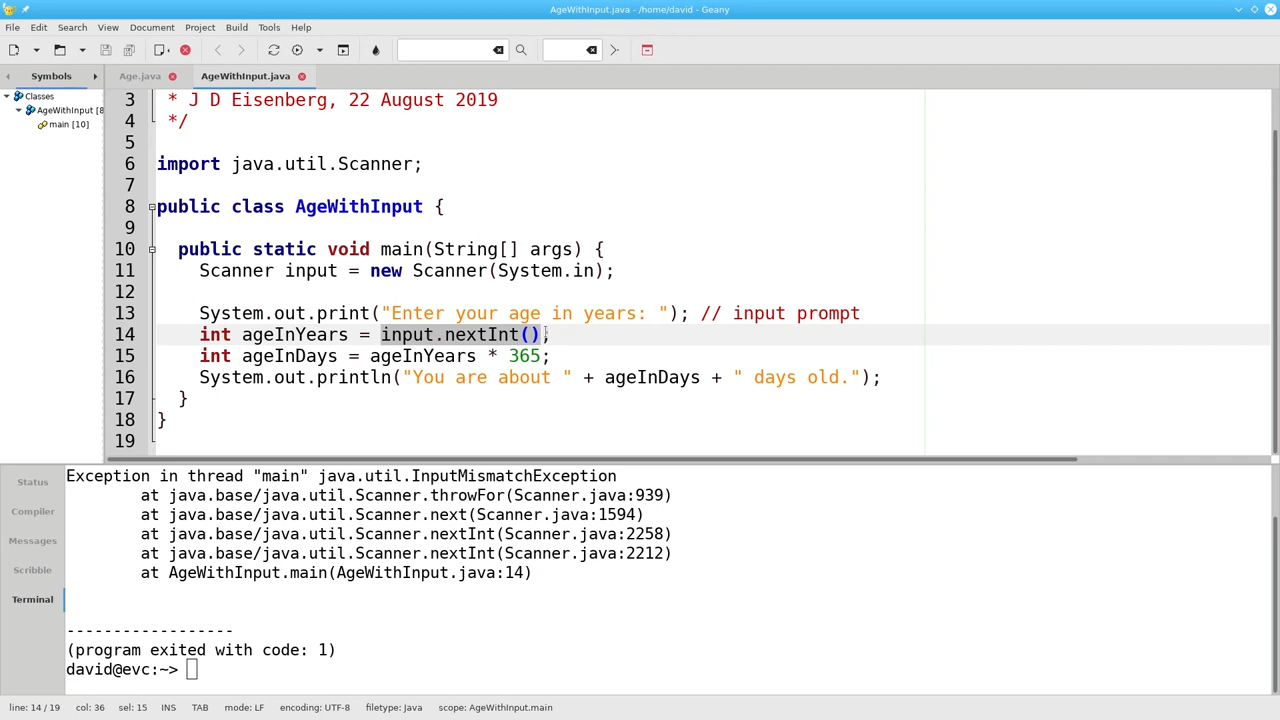 AgeWithInput.java - /home/david - Geany
File Edit Search View Document Project Build Tools Help
Symbols
Age.java
AgeWithInput.java
Classes
AgeWithInput [8
main [10]
3 * J D Eisenberg, 22 August 2019
4 */
5
6 import java.util.Scanner;
7
8 public class AgeWithInput {
9
10 public static void main(String[] args) {
11 Scanner input = new Scanner(System.in);
12
13 System.out.print("Enter your age in years: "); // input prompt
14 int ageInYears = input.nextInt();
15 int ageInDays = ageInYears * 365;
16 System.out.println("You are about " + ageInDays + " days old.");
17 }
18 }
19
Status
Compiler
Messages
Scribble
Terminal
Exception in thread "main" java.util.InputMismatchException
at java.base/java.util.Scanner.throwFor(Scanner.java:939)
at java.base/java.util.Scanner.next(Scanner.java:1594)
at java.base/java.util.Scanner.nextInt(Scanner.java:2258)
at java.base/java.util.Scanner.nextInt(Scanner.java:2212)
at AgeWithInput.main(AgeWithInput.java:14)
------------------
(program exited with code: 1)
david@evc:~>
line: 14 / 19 col: 36 sel: 15 INS TAB mode: LF encoding: UTF-8 filetype: Java scope: AgeWithInput.main